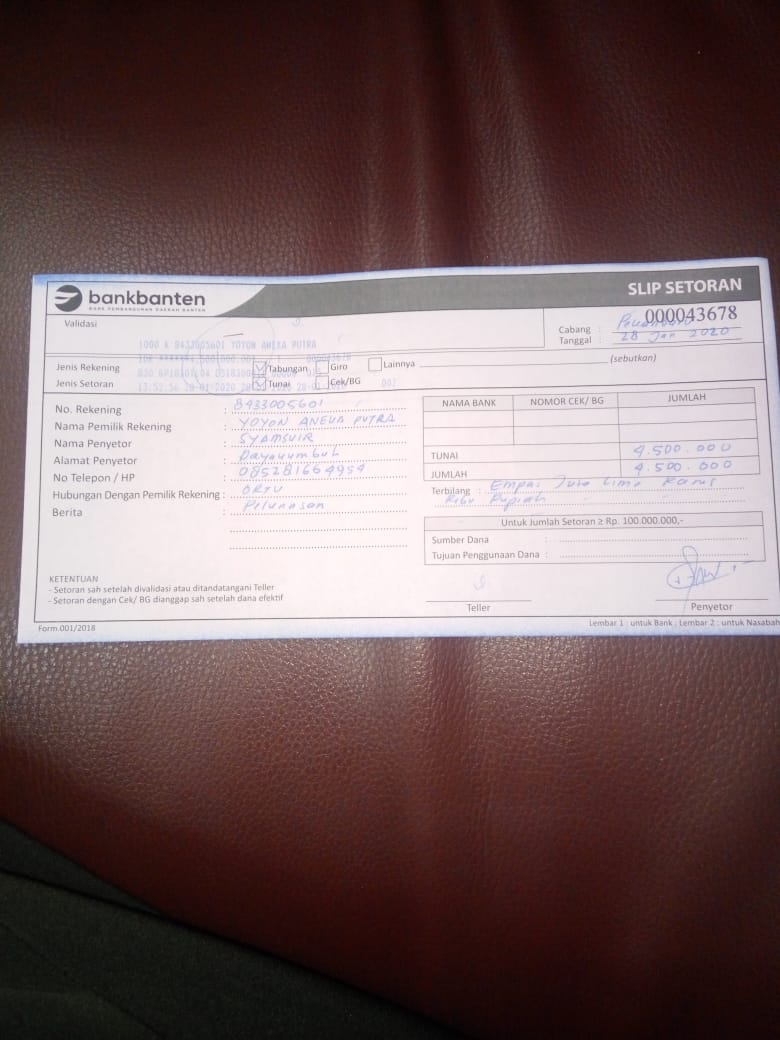 bankbanten
BANK PEMBANGUNAN DAERAH BANTEN
SLIP SETORAN
000043678
Validasi
Cabang :
Tanggal : 28 Jan 2020
1000 K 8433005601 YOYON ANEKA PUTRA
Jenis Rekening Tabungan Giro Lainnya (sebutkan)
Jenis Setoran Tunai Cek/BG 002
No. Rekening : 8433005601
Nama Pemilik Rekening : YOYON ANEKA PUTRA
Nama Penyetor : SYAMSUIR
Alamat Penyetor : Payakumbuh
No Telepon / HP : 085281664954
Hubungan Dengan Pemilik Rekening : ORTU
Berita : Pelunasan
NAMA BANK NOMOR CEK/ BG JUMLAH
TUNAI 4.500.000
JUMLAH 4.500.000
Terbilang : Empat Juta Lima Ratus
Ribu Rupiah
Untuk Jumlah Setoran ≥ Rp. 100.000.000,-
Sumber Dana :
Tujuan Penggunaan Dana :
KETENTUAN
- Setoran sah setelah divalidasi atau ditandatangani Teller
- Setoran dengan Cek/ BG dianggap sah setelah dana efektif
Teller
Penyetor
Form.001/2018
Lembar 1 : untuk Bank ; Lembar 2 : untuk Nasabah